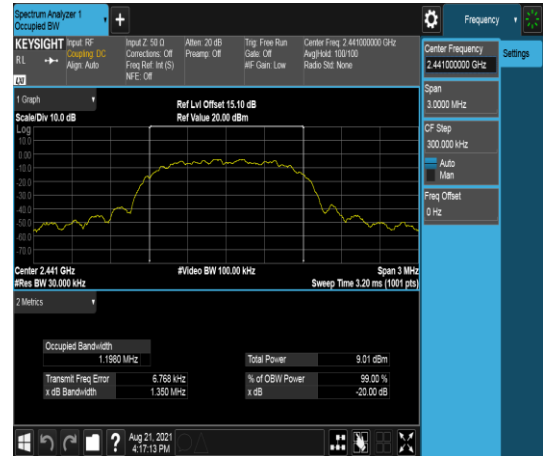 Spectrum Analyzer 1
Occupied BW
+
Frequency
KEYSIGHT
Input: RF
Coupling: DC
Align: Auto
Input Z: 50 Ω
Corrections: Off
Freq Ref: Int (S)
NFE: Off
Atten: 20 dB
Preamp: Off
Trig: Free Run
Gate: Off
#IF Gain: Low
Center Freq: 2.441000000 GHz
Avg|Hold: 100/100
Radio Std: None
RL
LXI
Center Frequency
2.441000000 GHz
Settings
Span
3.0000 MHz
CF Step
300.000 kHz
Auto
Man
Freq Offset
0 Hz
1 Graph
Ref Lvl Offset 15.10 dB
Scale/Div 10.0 dB
Ref Value 20.00 dBm
Log
10.0
0.00
-10.0
-20.0
-30.0
-40.0
-50.0
-60.0
-70.0
Center 2.441 GHz
#Video BW 100.00 kHz
Span 3 MHz
#Res BW 30.000 kHz
Sweep Time 3.20 ms (1001 pts)
2 Metrics
Occupied Bandwidth
1.1980 MHz
Total Power 9.01 dBm
Transmit Freq Error 6.768 kHz
% of OBW Power 99.00 %
x dB Bandwidth 1.350 MHz
x dB -20.00 dB
?
Aug 21, 2021
4:17:13 PM